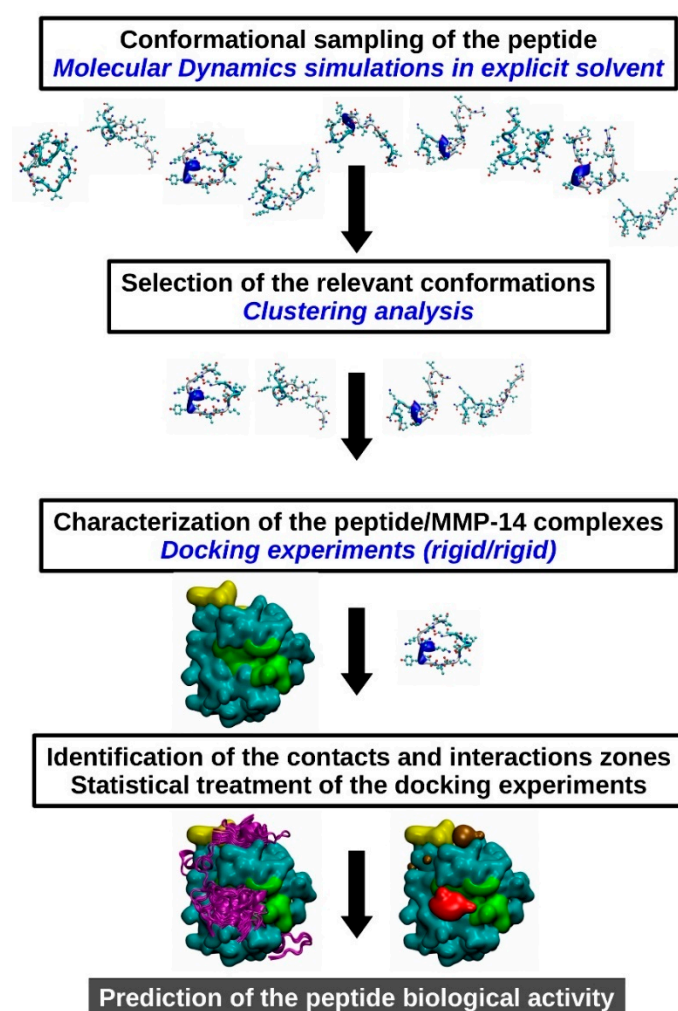 Conformational sampling of the peptide
Molecular Dynamics simulations in explicit solvent
Selection of the relevant conformations
Clustering analysis
Characterization of the peptide/MMP-14 complexes
Docking experiments (rigid/rigid)
Identification of the contacts and interactions zones
Statistical treatment of the docking experiments
Prediction of the peptide biological activity